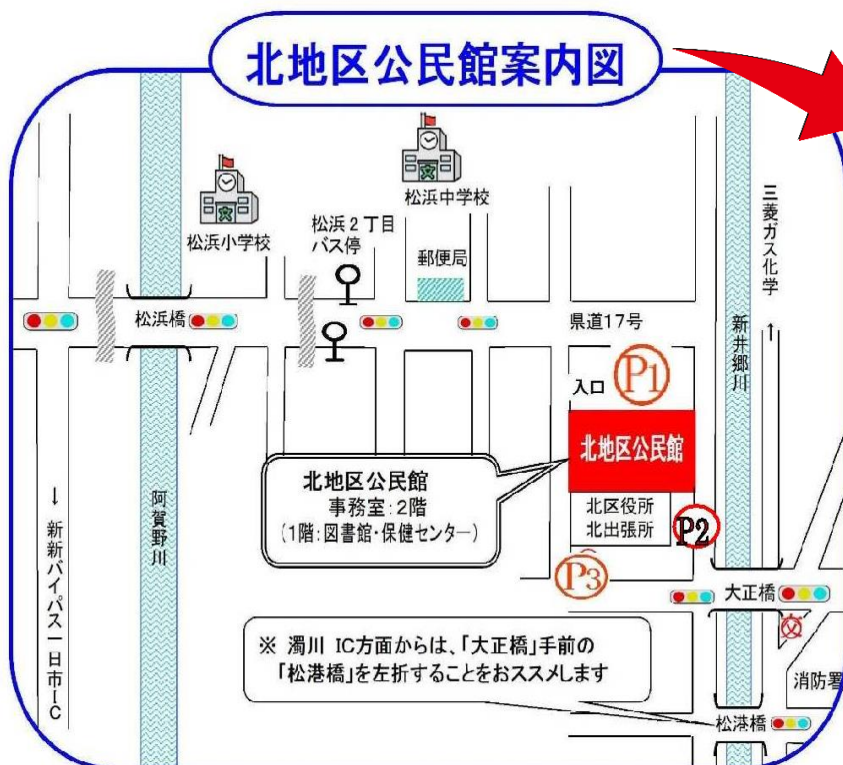 北地区公民館案内図
松浜中学校
松浜小学校
松浜2丁目
バス停
郵便局
三菱ガス化学 →
松浜橋
県道17号
新井郷川
入口
P1
北地区公民館
北地区公民館
事務室:2階
(1階:図書館・保健センター)
北区役所
北出張所
P2
P3
阿賀野川
← 新新バイパス一日市IC
大正橋
※ 濁川 IC方面からは、「大正橋」手前の
「松港橋」を左折することをおススメします
消防署
松港橋